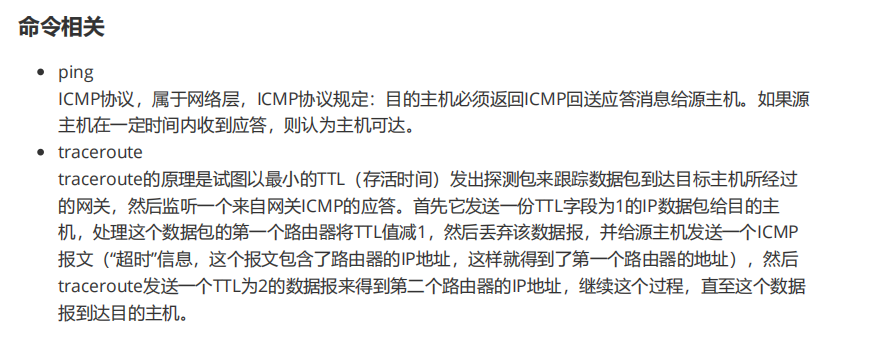 命令相关
ping
ICMP协议，属于网络层，ICMP协议规定：目的主机必须返回ICMP回送应答消息给源主机。如果源
主机在一定时间内收到应答，则认为主机可达。
traceroute
traceroute的原理是试图以最小的TTL（存活时间）发出探测包来跟踪数据包到达目标主机所经过
的网关，然后监听一个来自网关ICMP的应答。首先它发送一份TTL字段为1的IP数据包给目的主
机，处理这个数据包的第一个路由器将TTL值减1，然后丢弃该数据报，并给源主机发送一个ICMP
报文（“超时”信息，这个报文包含了路由器的IP地址，这样就得到了第一个路由器的地址），然后
traceroute发送一个TTL为2的数据报来得到第二个路由器的IP地址，继续这个过程，直至这个数据
报到达目的主机。